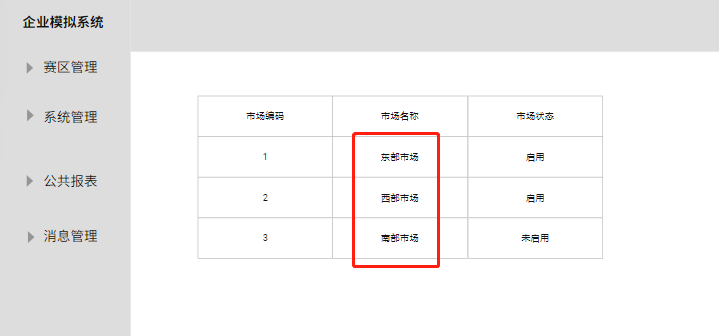 企业模拟系统
赛区管理
系统管理
公共报表
消息管理
市场编码 市场名称 市场状态
1 东部市场 启用
2 西部市场 启用
3 南部市场 未启用